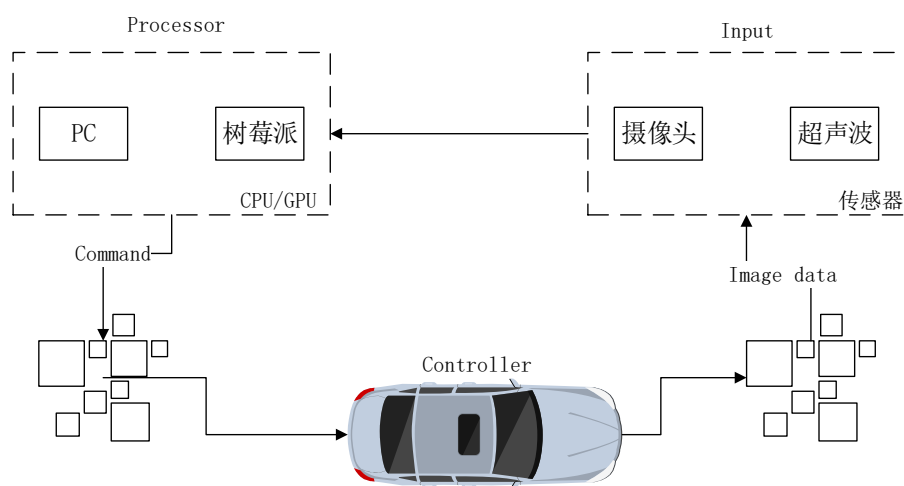 Processor
Input
PC
树莓派
摄像头
超声波
CPU/GPU
传感器
Command
Image data
Controller